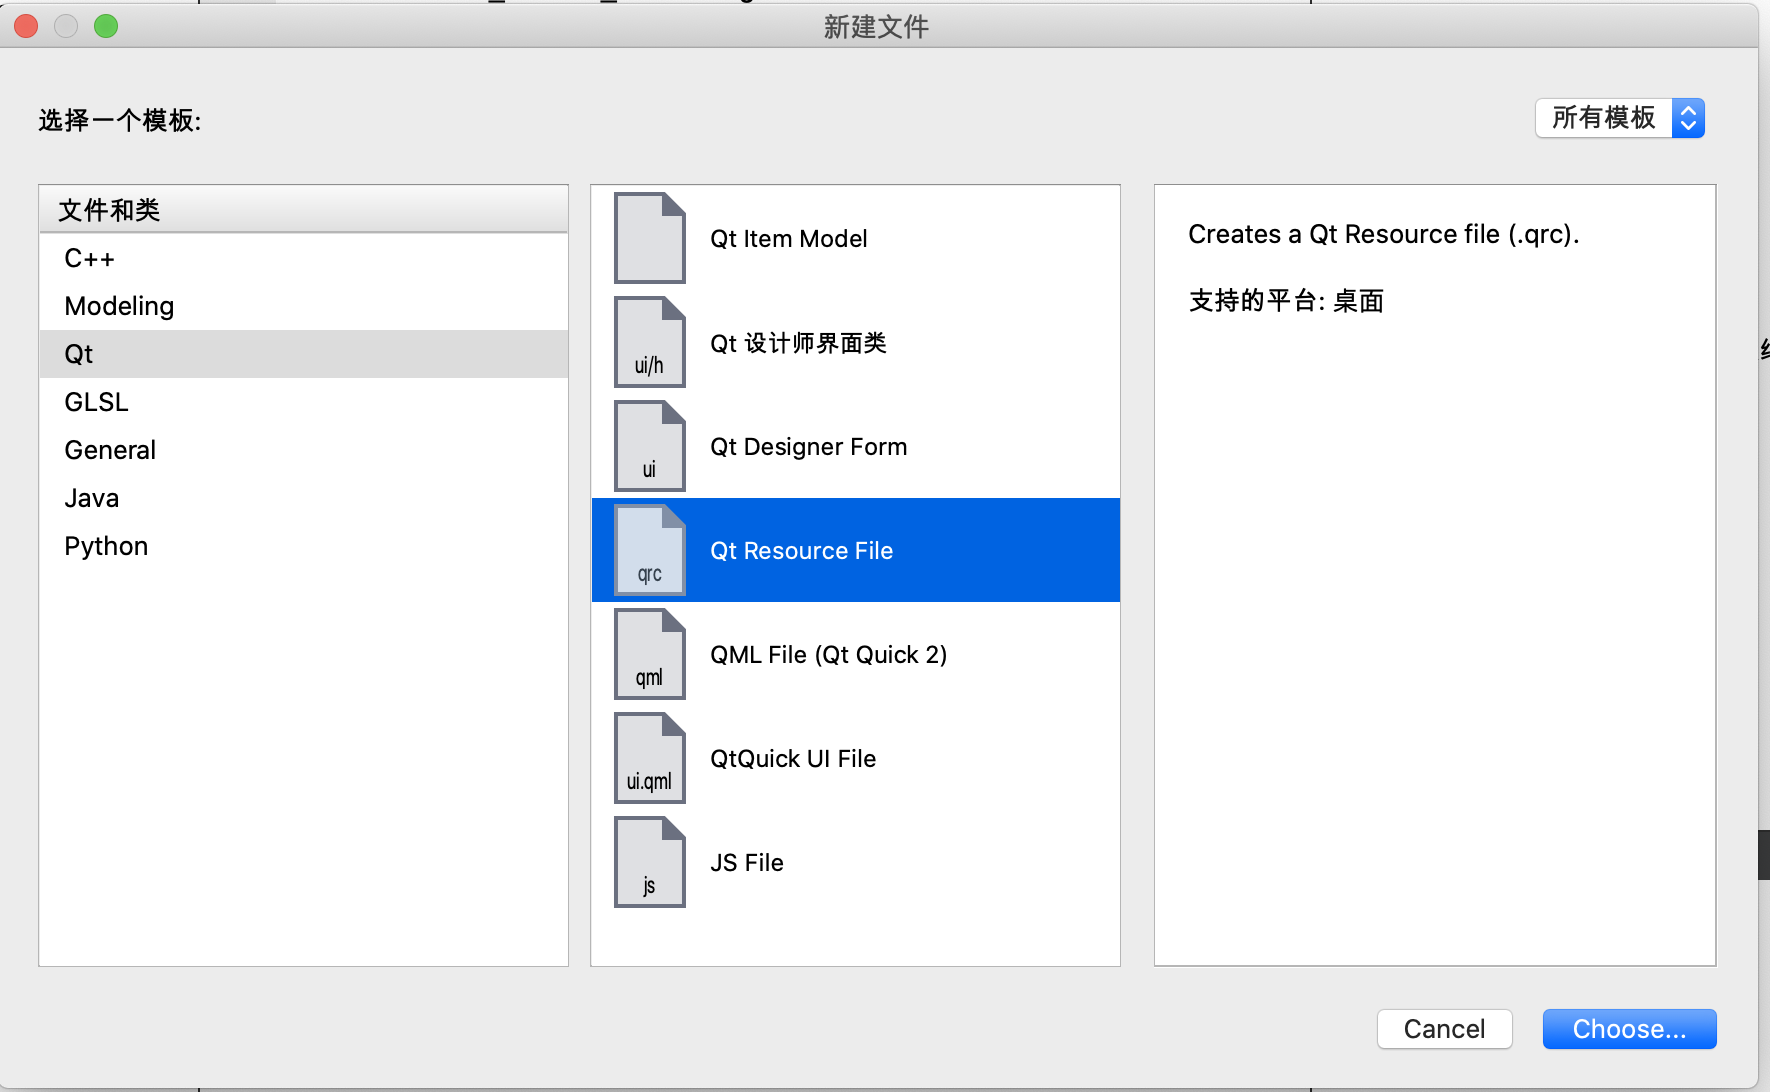 新建文件
选择一个模板:
所有模板
文件和类
C++
Modeling
Qt
GLSL
General
Java
Python
Qt Item Model
ui/h
Qt 设计师界面类
ui
Qt Designer Form
qrc
Qt Resource File
qml
QML File (Qt Quick 2)
ui.qml
QtQuick UI File
js
JS File
Creates a Qt Resource file (.qrc).
支持的平台: 桌面
Cancel
Choose...